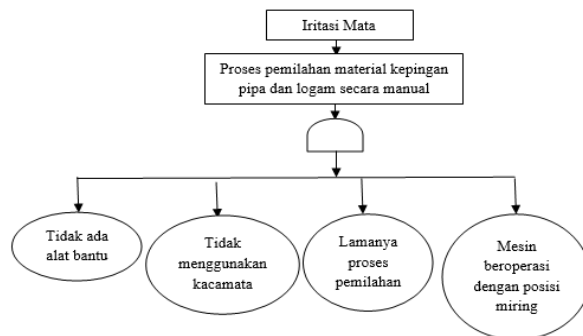 Iritasi Mata
Proses pemilahan material kepingan
pipa dan logam secara manual
Tidak ada
alat bantu
Tidak
menggunakan
kacamata
Lamanya
proses
pemilahan
Mesin
beroperasi
dengan posisi
miring